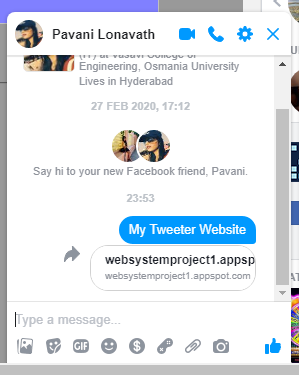 Pavani Lonavath
(IT) at Vasavi College of
Engineering, Osmania University
Lives in Hyderabad
27 FEB 2020, 17:12
Say hi to your new Facebook friend, Pavani.
23:53
My Tweeter Website
websystemproject1.appsp
websystemproject1.appspot.com
Type a message...
GIF